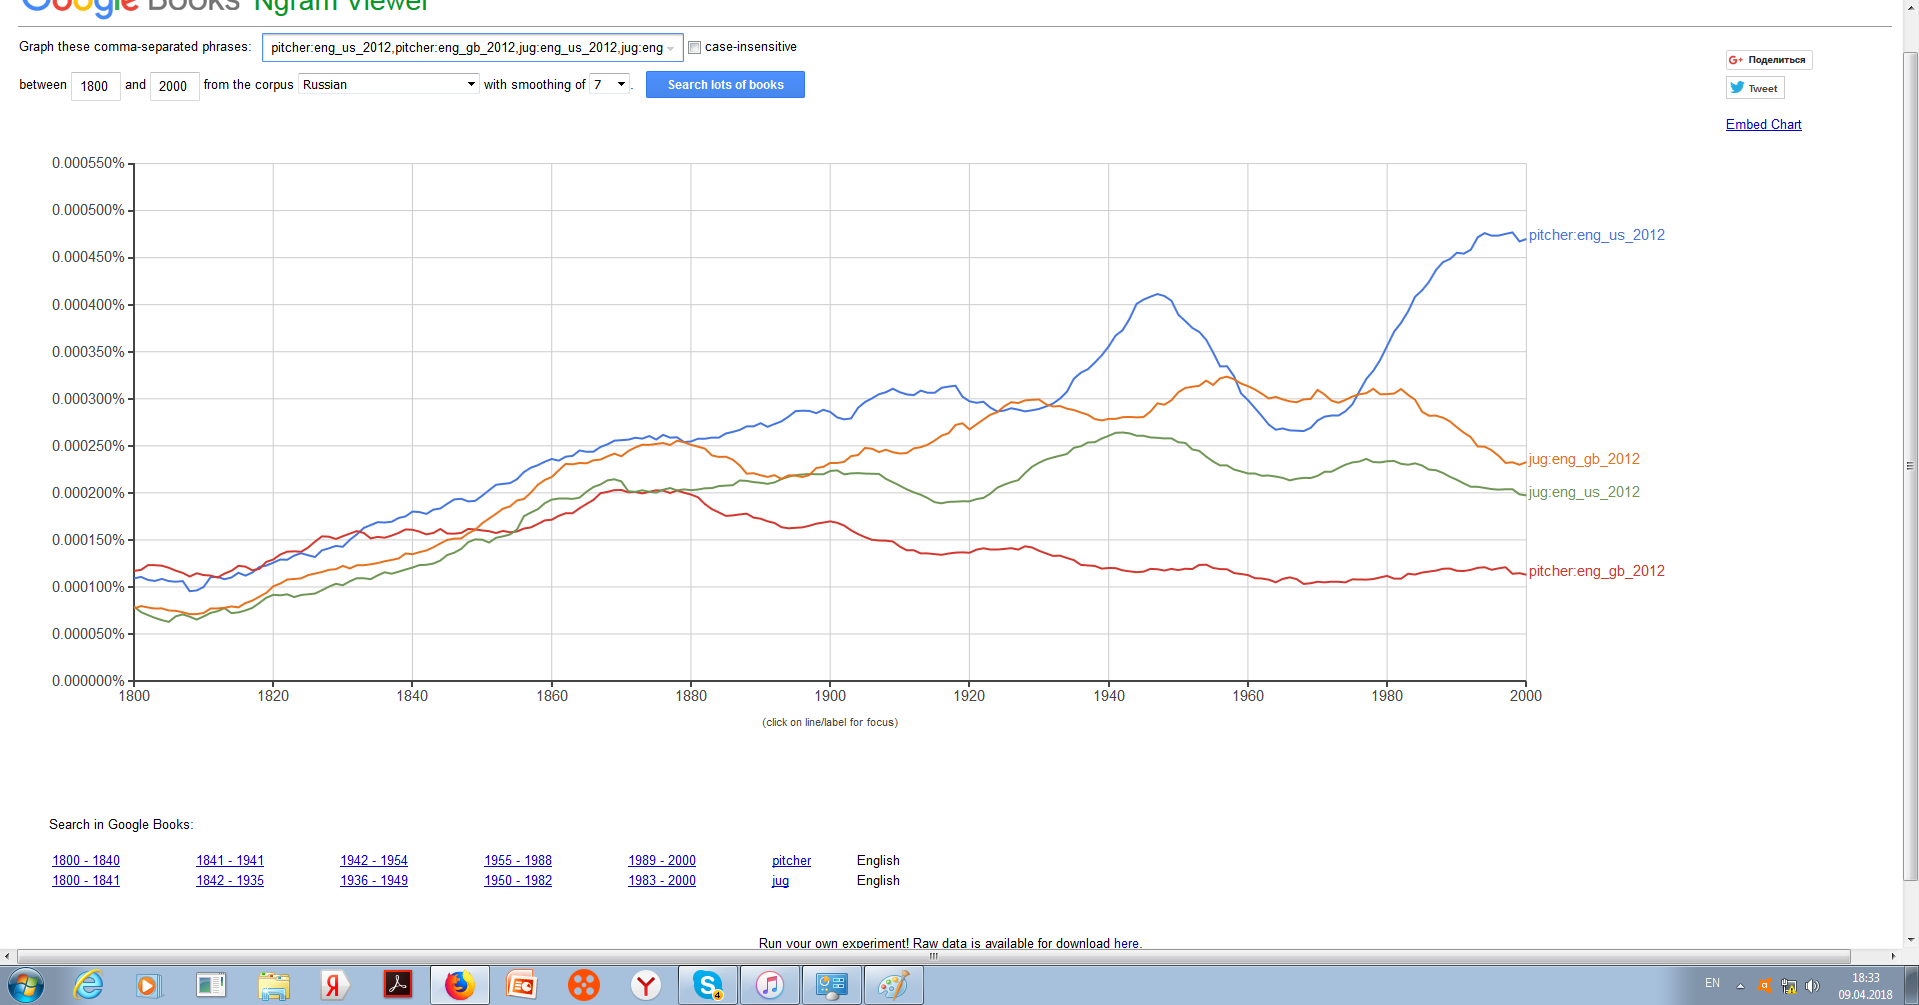 Google Books Ngram Viewer
Graph these comma-separated phrases: pitcher:eng_us_2012,pitcher:eng_gb_2012,jug:eng_us_2012,jug:eng case-insensitive
between 1800 and 2000 from the corpus Russian with smoothing of 7 . Search lots of books
G+ Поделиться
Tweet
Embed Chart
0.000550%
0.000500%
0.000450%
0.000400%
0.000350%
0.000300%
0.000250%
0.000200%
0.000150%
0.000100%
0.000050%
0.000000%
pitcher:eng_us_2012
jug:eng_gb_2012
jug:eng_us_2012
pitcher:eng_gb_2012
1800 1820 1840 1860 1880 1900 1920 1940 1960 1980 2000
(click on line/label for focus)
Search in Google Books:
1800 - 1840 1841 - 1941 1942 - 1954 1955 - 1988 1989 - 2000 pitcher English
1800 - 1841 1842 - 1935 1936 - 1949 1950 - 1982 1983 - 2000 jug English
Run your own experiment! Raw data is available for download here.
EN
18:33
09.04.2018